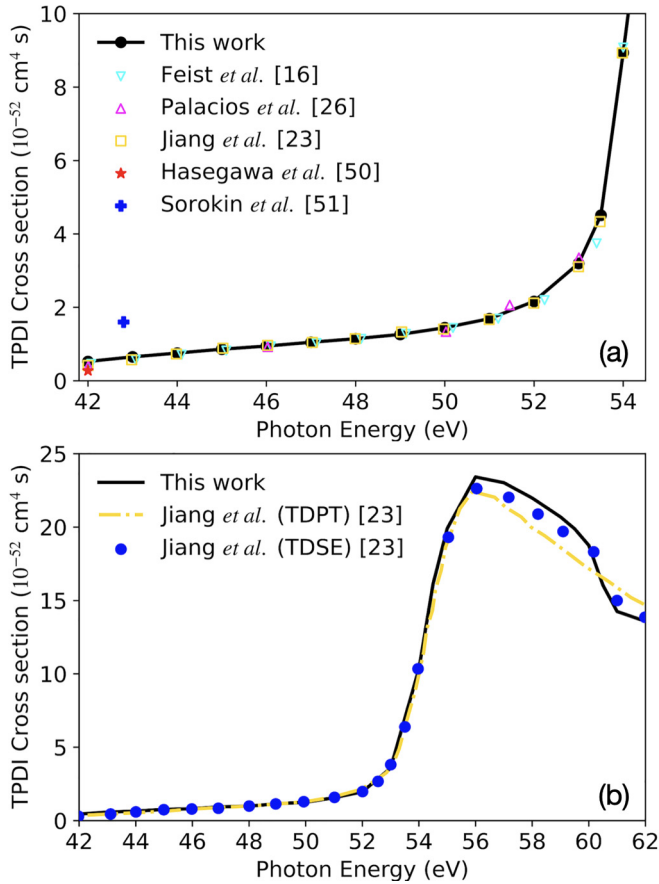 10
8
6
4
2
0
TPDI Cross section (10⁻⁵² cm⁴ s)
This work
Feist et al. [16]
Palacios et al. [26]
Jiang et al. [23]
Hasegawa et al. [50]
Sorokin et al. [51]
(a)
42 44 46 48 50 52 54
Photon Energy (eV)
25
20
15
10
5
0
TPDI Cross section (10⁻⁵² cm⁴ s)
This work
Jiang et al. (TDPT) [23]
Jiang et al. (TDSE) [23]
(b)
42 44 46 48 50 52 54 56 58 60 62
Photon Energy (eV)